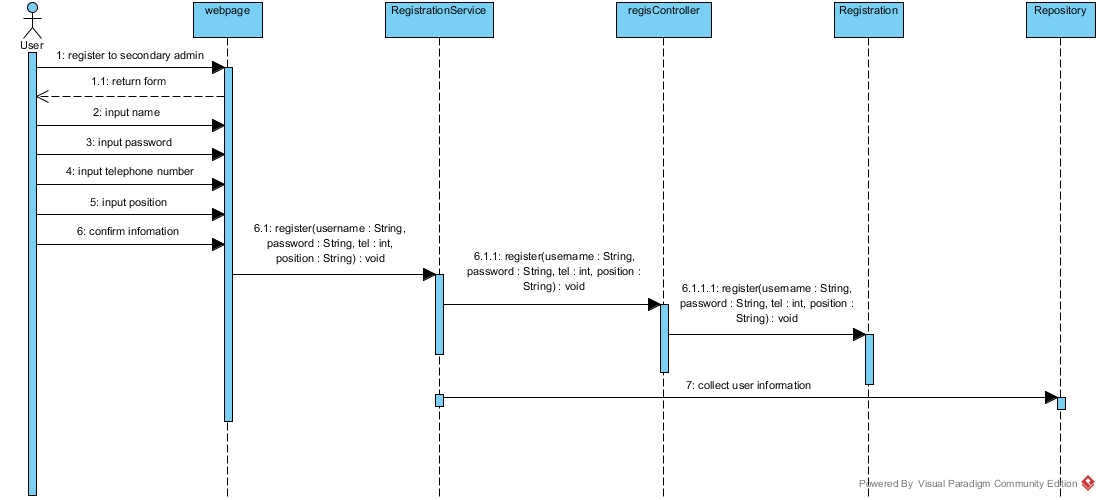 webpage
RegistrationService
regisController
Registration
Repository
User
1: register to secondary admin
1.1: return form
2: input name
3: input password
4: input telephone number
5: input position
6: confirm infomation
6.1: register(username : String,
password : String, tel : int,
position : String) : void
6.1.1: register(username : String,
password : String, tel : int, position :
String) : void
6.1.1.1: register(username : String,
password : String, tel : int, position :
String) : void
7: collect user information
Powered By Visual Paradigm Community Edition